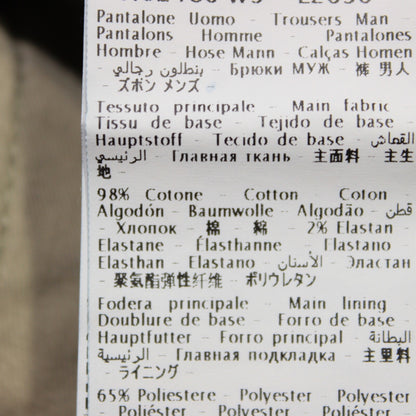 Pantalone Uomo - Trousers Man -
Pantalons Homme - Pantalones
Hombre - Hose Mann - Calças Homen
- بنطلون رجالي - Брюки МУЖ - 裤 男人
- ズボン メンズ
Tessuto principale - Main fabric
Tissu de base - Tejido de base -
Hauptstoff - Tecido de base - القماش
الرئيسي - Главная ткань - 主面料 - 主生
地 -
98% Cotone - Cotton - Coton -
Algodón - Baumwolle - Algodão - قطن
- Хлопок - 棉 - 綿 - 2% Elastan
Elastane - Élasthanne - Elastano
Elasthan - Elastano - الأستان - Эластан
- 聚氨酯弹性纤维 - ポリウレタン
Fodera principale - Main lining
Doublure de base - Forro de base -
Hauptfutter - Forro principal - البطانة
الرئيسية - Главная подкладка - 主里料
- ライニング -
65% Poliestere - Polyester -
Polyester - Poliéster - Polyester